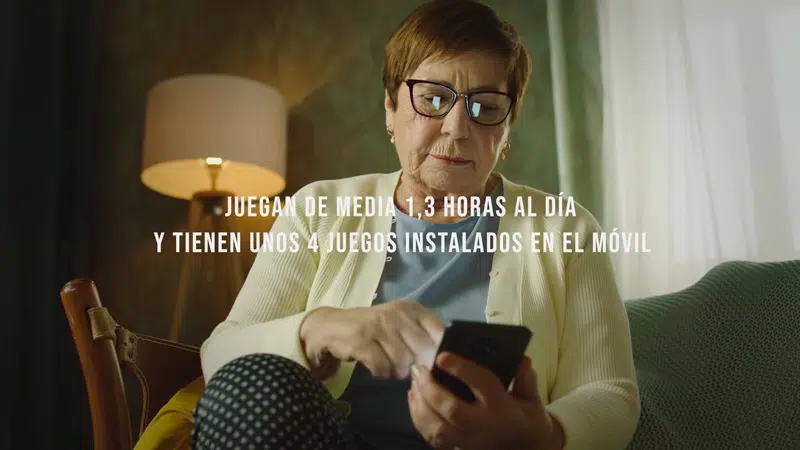 JUEGAN DE MEDIA 1,3 HORAS AL DÍA
Y TIENEN UNOS 4 JUEGOS INSTALADOS EN EL MÓVIL